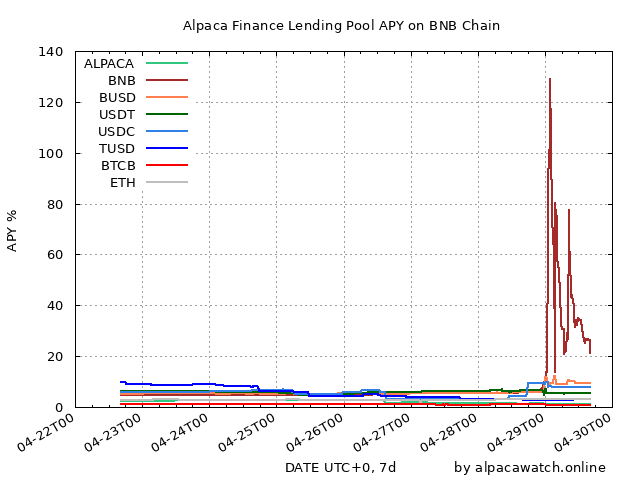 Alpaca Finance Lending Pool APY on BNB Chain
140
120
100
80
60
40
20
0
APY %
ALPACA
BNB
BUSD
USDT
USDC
TUSD
BTCB
ETH
04-22T00
04-23T00
04-24T00
04-25T00
04-26T00
04-27T00
04-28T00
04-29T00
04-30T00
DATE UTC+0, 7d
by alpacawatch.online